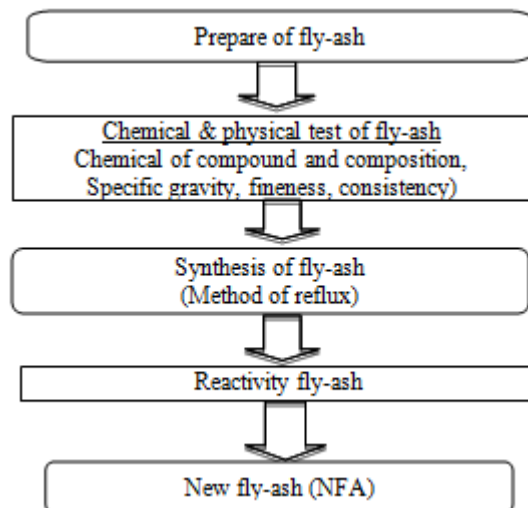 Prepare of fly-ash
Chemical & physical test of fly-ash
Chemical of compound and composition,
Specific gravity, fineness, consistency)
Synthesis of fly-ash
(Method of reflux)
Reactivity fly-ash
New fly-ash (NFA)